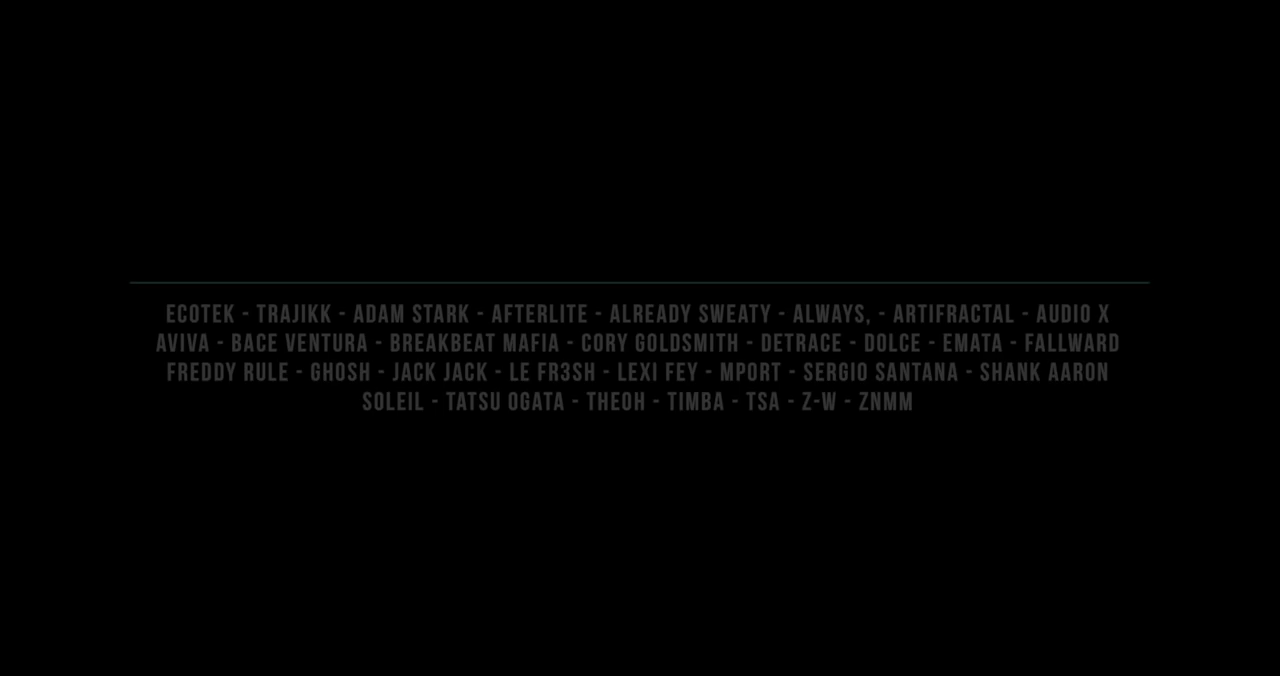 ECOTEK - TRAJIKK - ADAM STARK - AFTERLITE - ALREADY SWEATY - ALWAYS, - ARTIFRACTAL - AUDIO X
AVIVA - BACE VENTURA - BREAKBEAT MAFIA - CORY GOLDSMITH - DETRACE - DOLCE - EMATA - FALLWARD
FREDDY RULE - GHOSH - JACK JACK - LE FR3SH - LEXI FEY - MPORT - SERGIO SANTANA - SHANK AARON
SOLEIL - TATSU OGATA - THEOH - TIMBA - TSA - Z-W - ZNMM